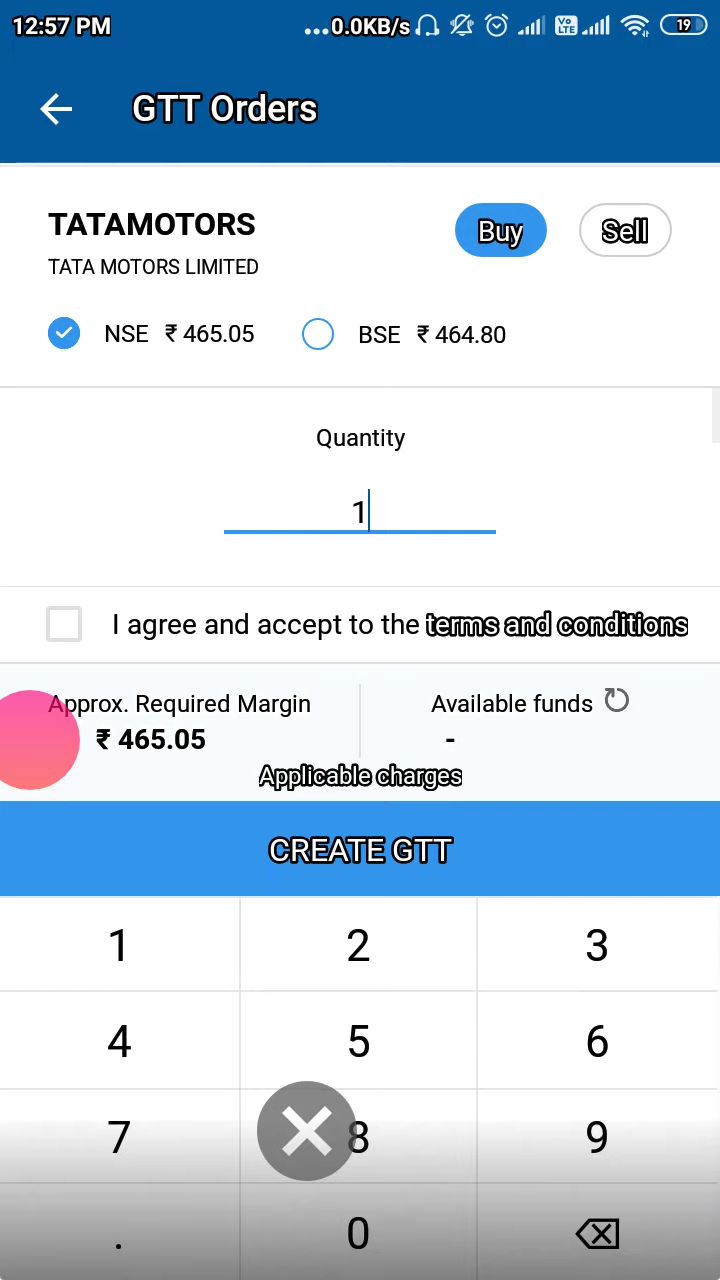 12:57 PM ...0.0KB/s Vo LTE 19
GTT Orders
TATAMOTORS Buy Sell
TATA MOTORS LIMITED
NSE ₹ 465.05 BSE ₹ 464.80
Quantity
1
I agree and accept to the terms and conditions
Approx. Required Margin Available funds
₹ 465.05 -
Applicable charges
CREATE GTT
1 2 3
4 5 6
7 8 9
. 0